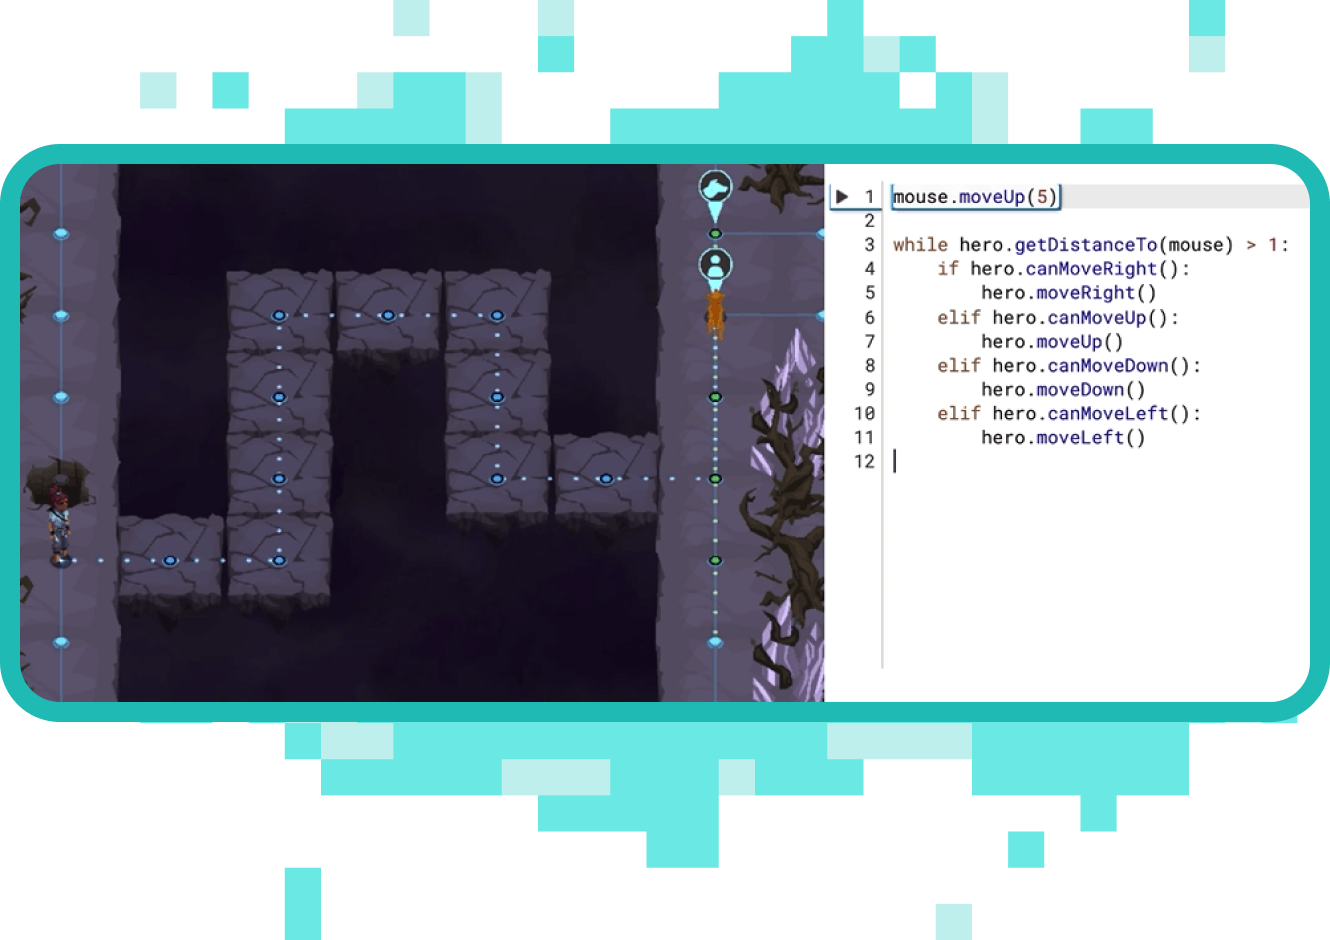 1 mouse.moveUp(5)
2
3 while hero.getDistanceTo(mouse) > 1:
4     if hero.canMoveRight():
5         hero.moveRight()
6     elif hero.canMoveUp():
7         hero.moveUp()
8     elif hero.canMoveDown():
9         hero.moveDown()
10     elif hero.canMoveLeft():
11         hero.moveLeft()
12